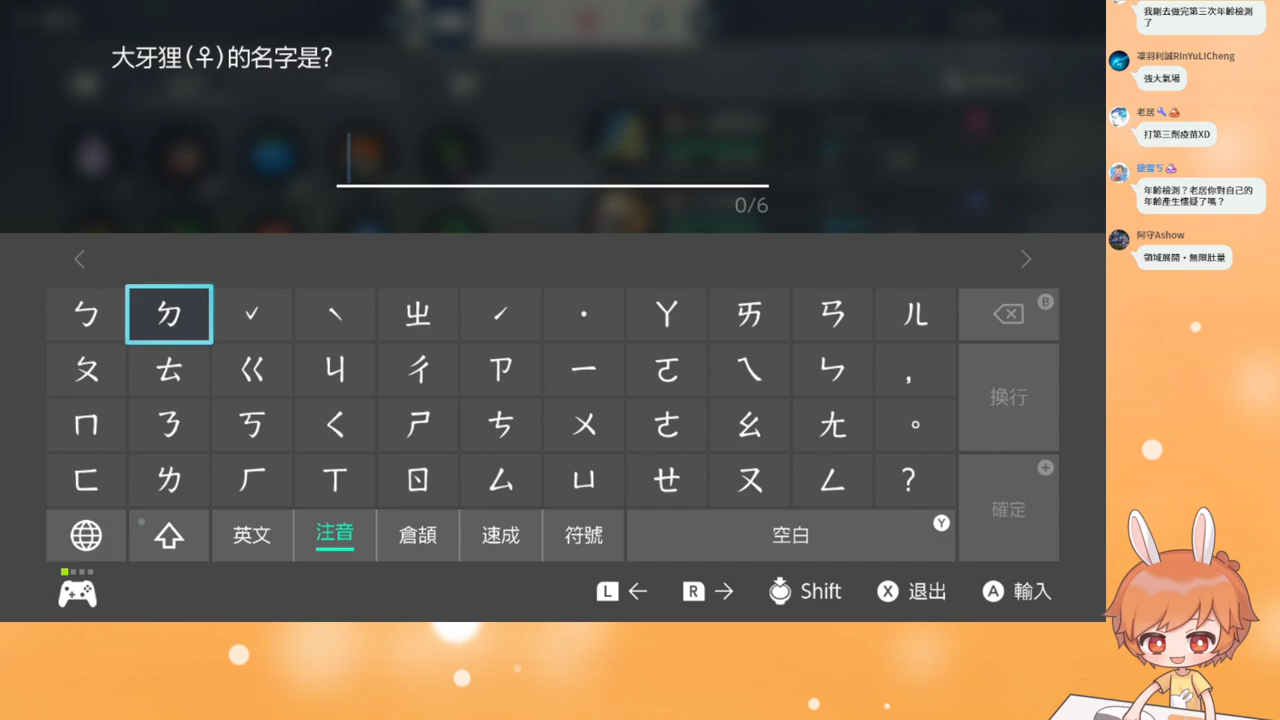 大牙狸(♀)的名字是?
0/6
ㄅ ㄉ ˇ ˋ ㄓ ˊ ˙ ㄚ ㄞ ㄢ ㄦ B
ㄆ ㄊ ㄍ ㄐ ㄔ ㄗ ㄧ ㄛ ㄟ ㄣ , 換行
ㄇ ㄋ ㄎ ㄑ ㄕ ㄘ ㄨ ㄜ ㄠ ㄤ 。
ㄈ ㄌ ㄏ ㄒ ㄖ ㄙ ㄩ ㄝ ㄡ ㄥ ? 確定
英文 注音 倉頡 速成 符號 空白 Y
L ← R → Shift X 退出 A 輸入
我剛去做完第三次年齡檢測
了
凜羽利誠RInYuLICheng
強大氣場
老居
打第三劑疫苗XD
年齡檢測?老居你對自己的
年齡產生懷疑了嗎?
阿守Ashow
領域展開·無限肚量